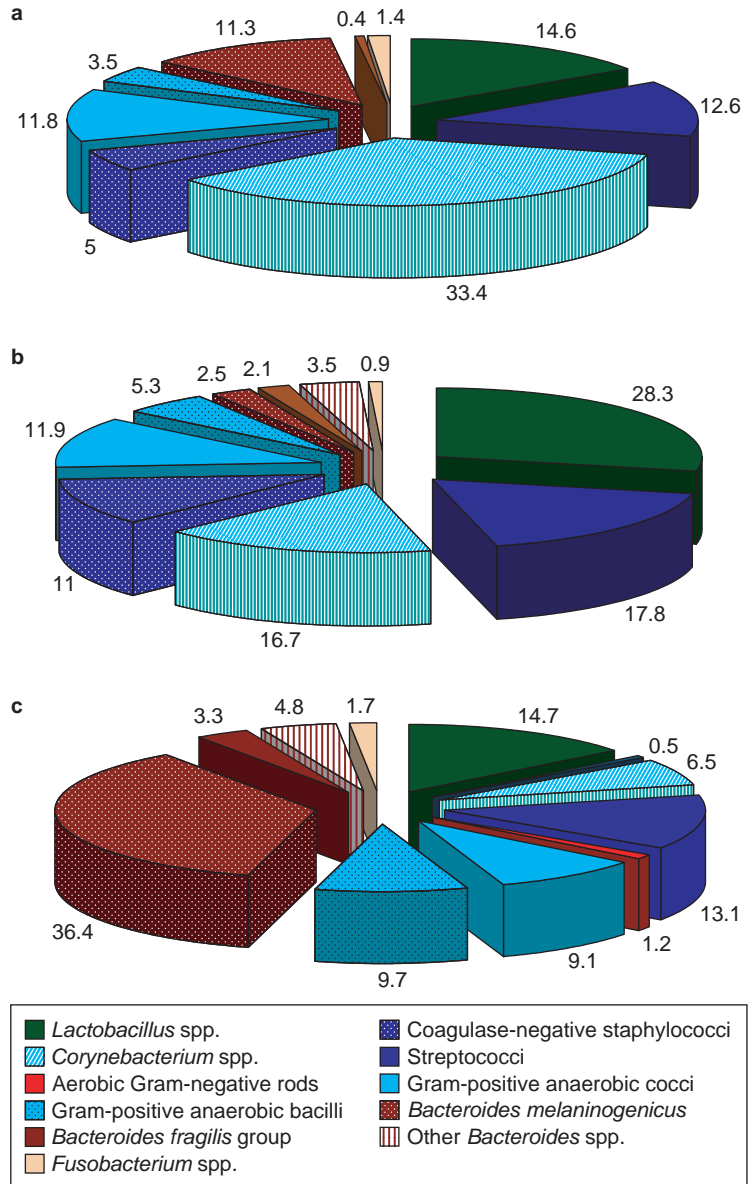 a
0.4 1.4
11.3 14.6
3.5
12.6
11.8
5
33.4
b
3.5 0.9
2.1
2.5
5.3 28.3
11.9
11
17.8
16.7
c
1.7
4.8 14.7
3.3
0.5
6.5
13.1
36.4
1.2
9.1
9.7
Lactobacillus spp. Coagulase-negative staphylococci
Corynebacterium spp. Streptococci
Aerobic Gram-negative rods Gram-positive anaerobic cocci
Gram-positive anaerobic bacilli Bacteroides melaninogenicus
Bacteroides fragilis group Other Bacteroides spp.
Fusobacterium spp.